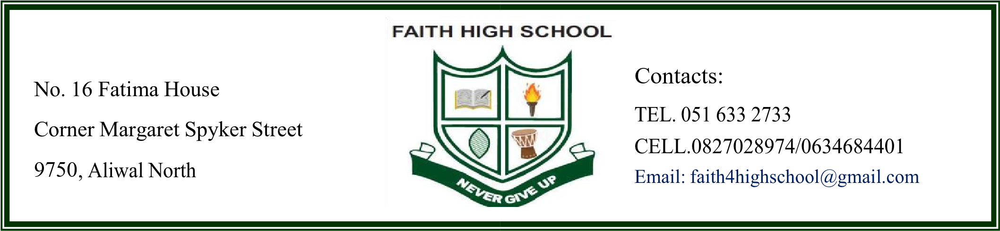 FAITH HIGH SCHOOL
No. 16 Fatima House
Corner Margaret Spyker Street
9750, Aliwal North
NEVER GIVE UP
Contacts:
TEL. 051 633 2733
CELL.0827028974/0634684401
Email: faith4highschool@gmail.com